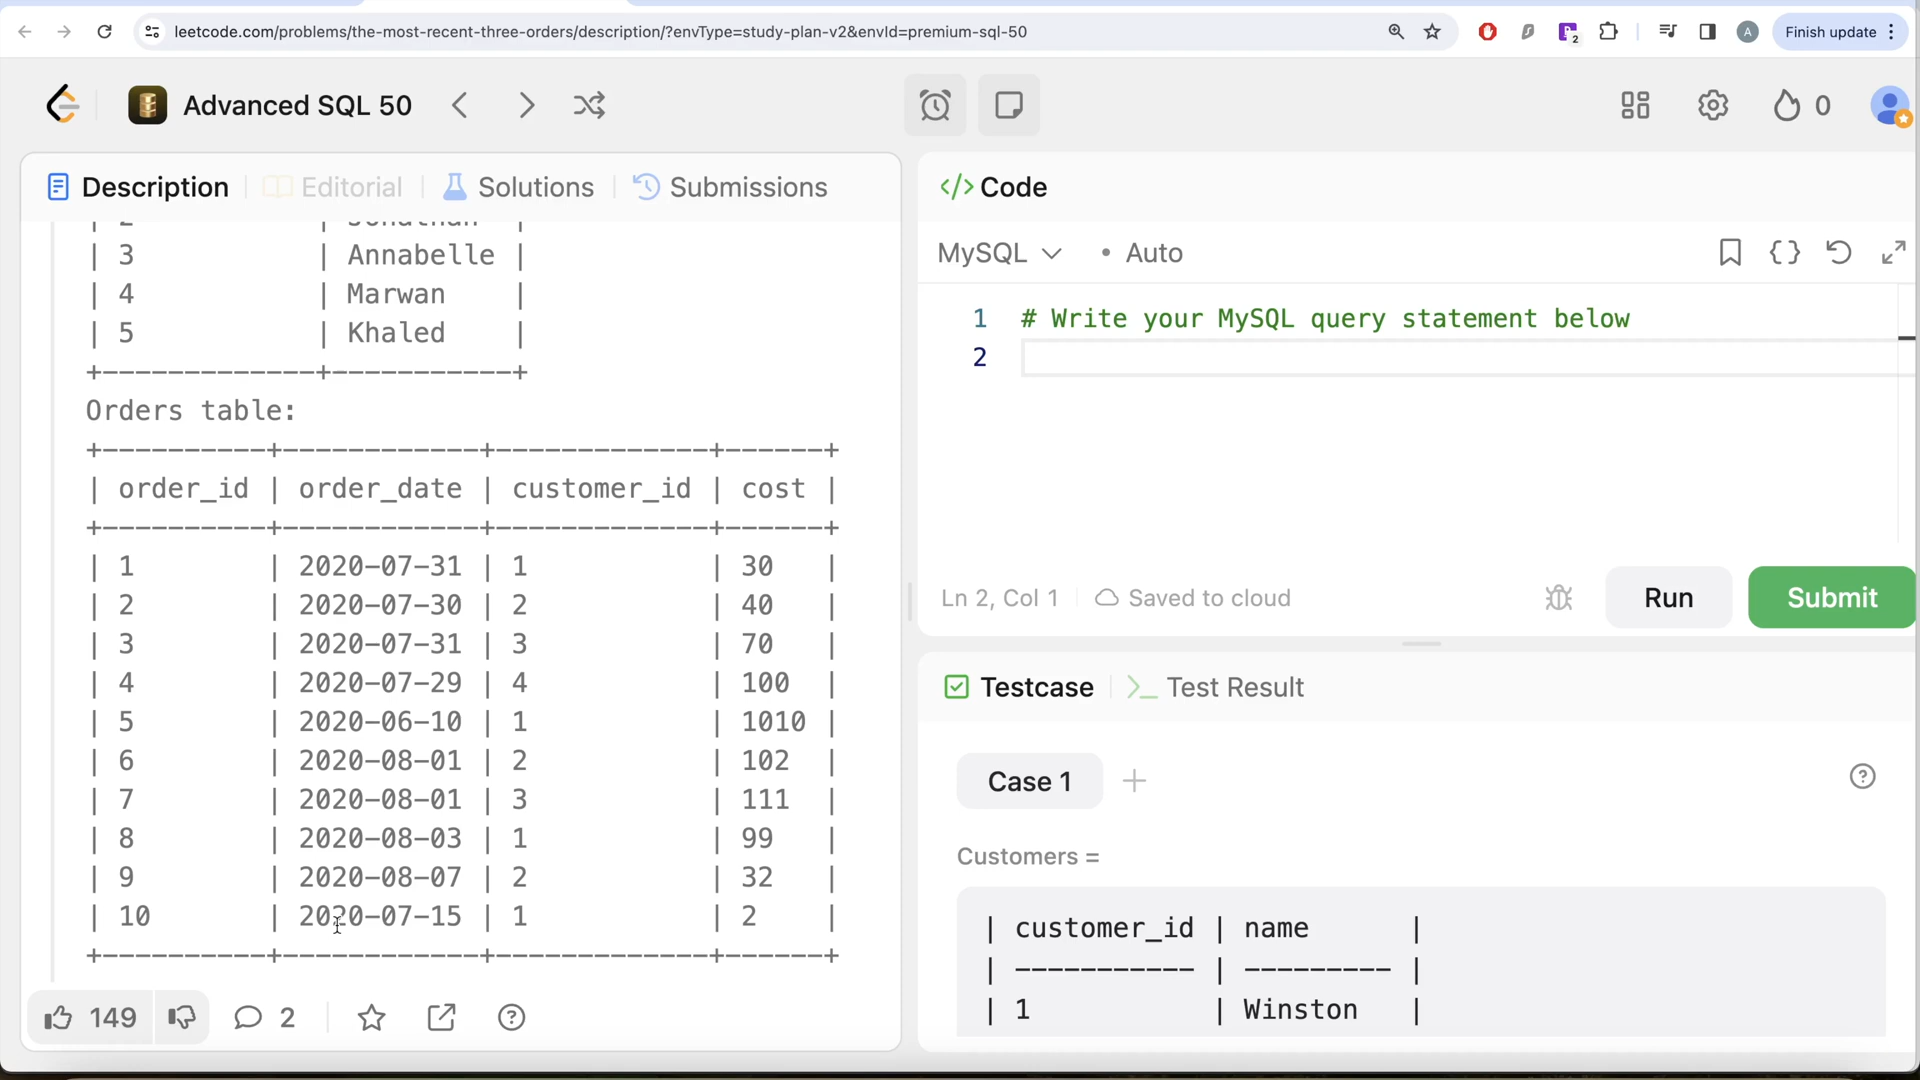 leetcode.com/problems/the-most-recent-three-orders/description/?envType=study-plan-v2&envId=premium-sql-50
2
A
Finish update
Advanced SQL 50
0
Description
Editorial
Solutions
Submissions
| 2 | Jonathan |
| 3 | Annabelle |
| 4 | Marwan |
| 5 | Khaled |
+-------------+-----------+
Orders table:
+----------+------------+-------------+------+
| order_id | order_date | customer_id | cost |
+----------+------------+-------------+------+
| 1 | 2020-07-31 | 1 | 30 |
| 2 | 2020-07-30 | 2 | 40 |
| 3 | 2020-07-31 | 3 | 70 |
| 4 | 2020-07-29 | 4 | 100 |
| 5 | 2020-06-10 | 1 | 1010 |
| 6 | 2020-08-01 | 2 | 102 |
| 7 | 2020-08-01 | 3 | 111 |
| 8 | 2020-08-03 | 1 | 99 |
| 9 | 2020-08-07 | 2 | 32 |
| 10 | 2020-07-15 | 1 | 2 |
+----------+------------+-------------+------+
149
2
</> Code
MySQL
• Auto
1 # Write your MySQL query statement below
2
Ln 2, Col 1
Saved to cloud
Run
Submit
Testcase
>_ Test Result
Case 1 +
Customers =
| customer_id | name |
| ----------- | --------- |
| 1 | Winston |